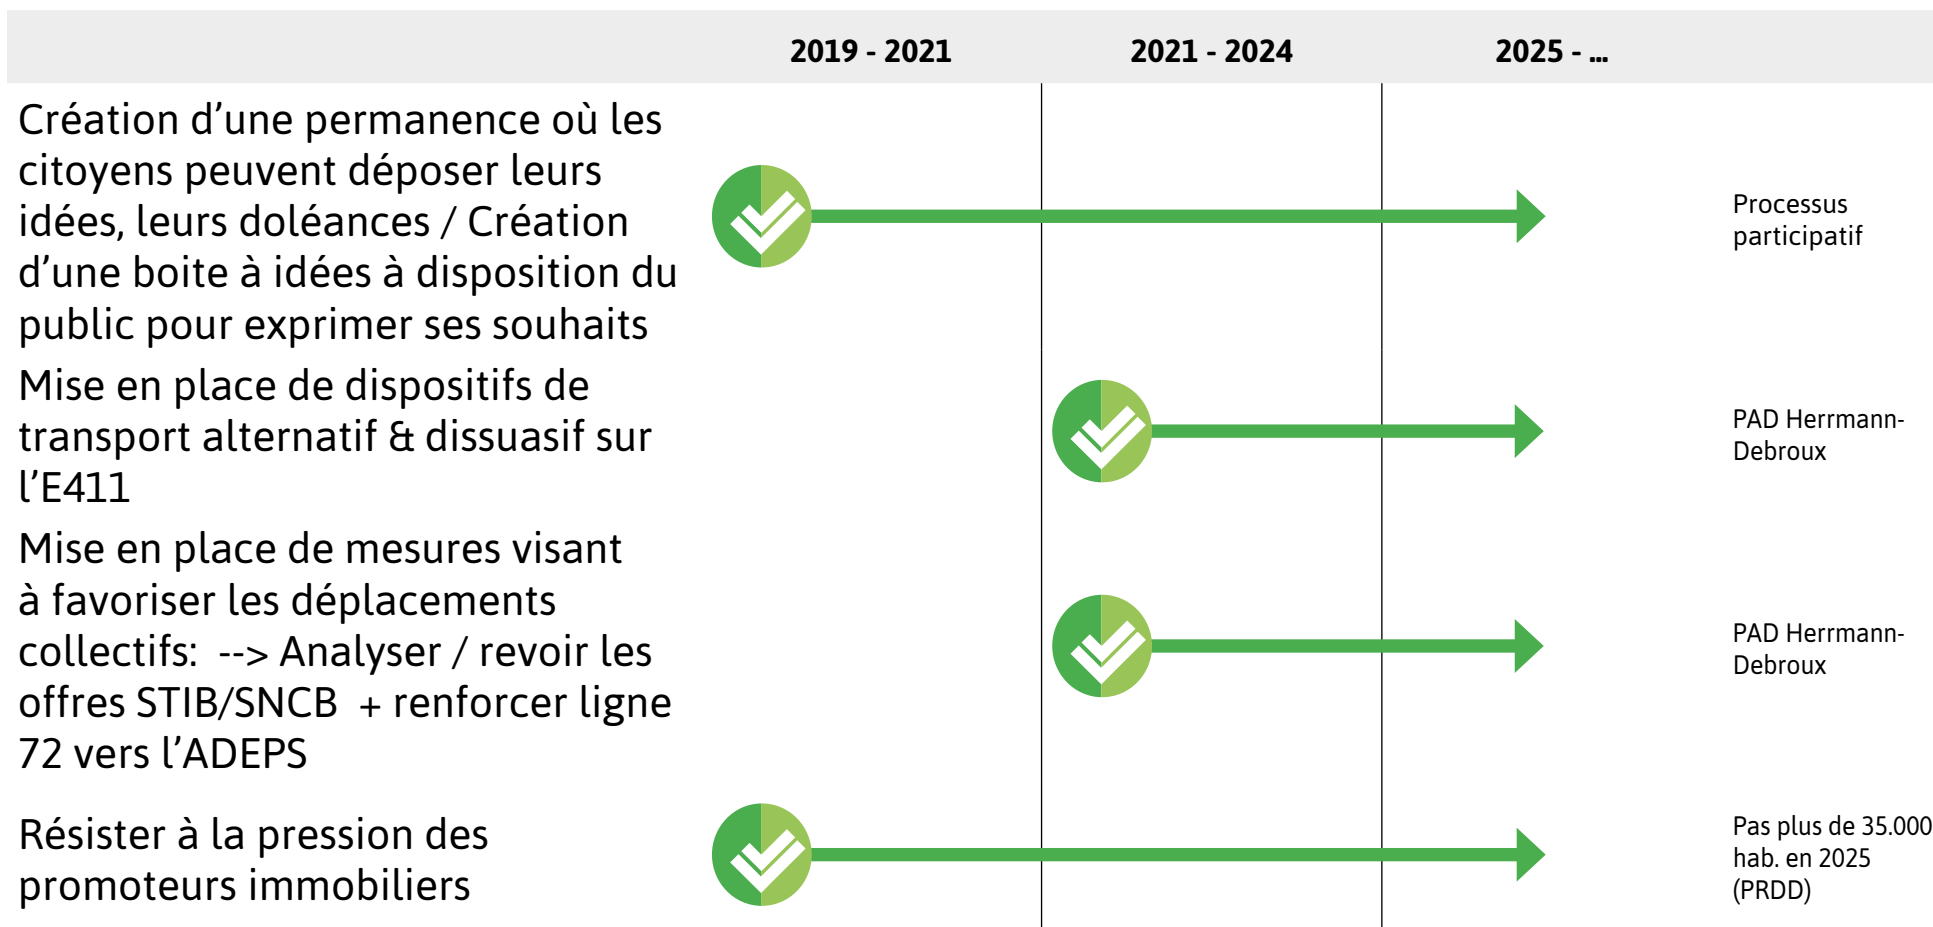 2019 - 2021
2021 - 2024
2025 - ...
Création d’une permanence où les
citoyens peuvent déposer leurs
idées, leurs doléances / Création
d’une boite à idées à disposition du
public pour exprimer ses souhaits
Processus
participatif
Mise en place de dispositifs de
transport alternatif & dissuasif sur
l’E411
PAD Herrmann-
Debroux
Mise en place de mesures visant
à favoriser les déplacements
collectifs:  --> Analyser / revoir les
offres STIB/SNCB  + renforcer ligne
72 vers l’ADEPS
PAD Herrmann-
Debroux
Résister à la pression des
promoteurs immobiliers
Pas plus de 35.000
hab. en 2025
(PRDD)